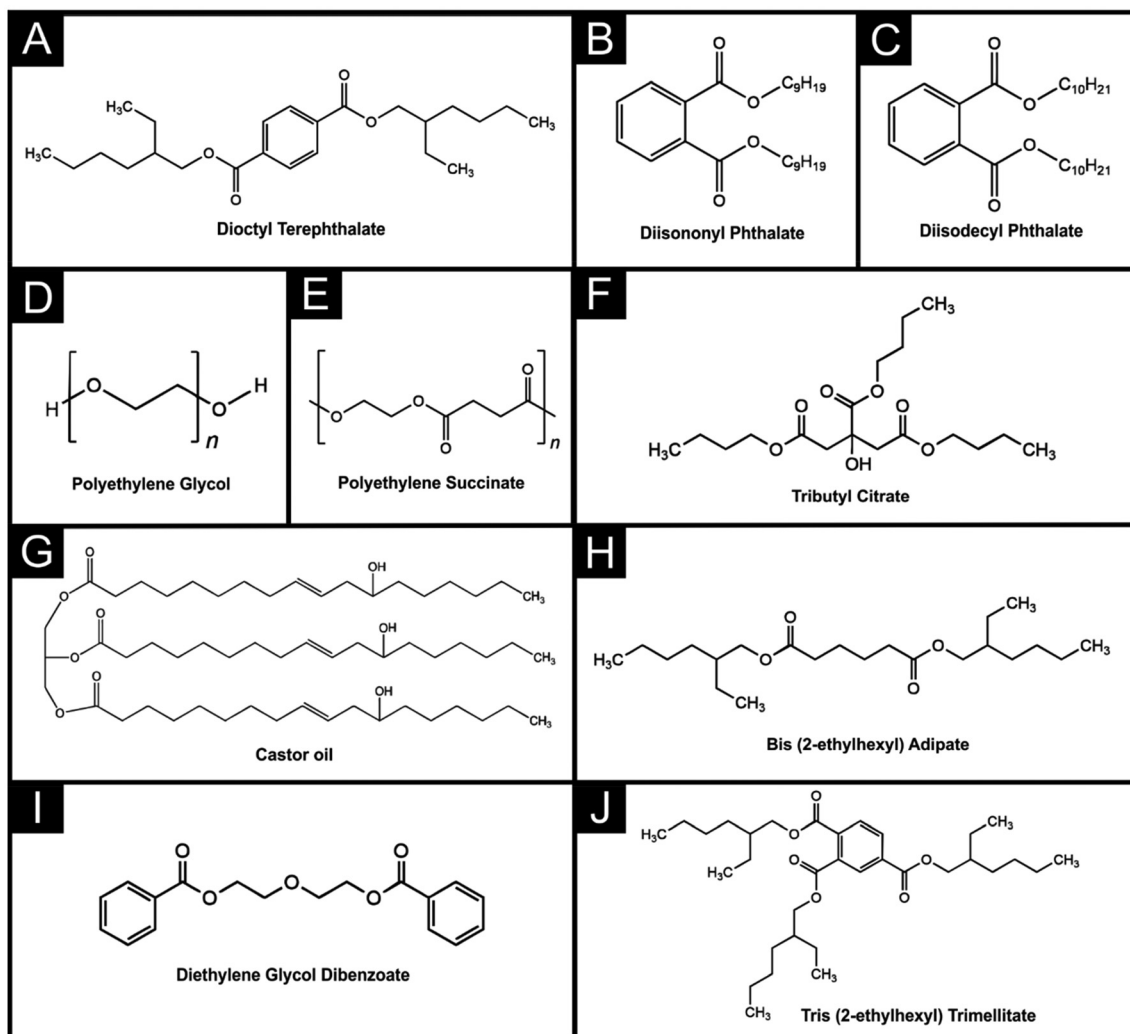 A
O
O
H₃C
O
CH₃
H₃C
O
O
CH₃
Dioctyl Terephthalate
B
O
O
C₉H₁₉
O
C₉H₁₉
O
Diisononyl Phthalate
C
O
O
C₁₀H₂₁
O
C₁₀H₂₁
O
Diisodecyl Phthalate
D
O
H
H
O
n
Polyethylene Glycol
E
O
O
O
O
n
Polyethylene Succinate
F
CH₃
O
O
O
O
H₃C
O
OH
O
CH₃
Tributyl Citrate
G
O
OH
O
CH₃
O
OH
O
CH₃
O
OH
O
CH₃
Castor oil
H
CH₃
O
H₃C
O
O
CH₃
CH₃
O
Bis (2-ethylhexyl) Adipate
I
O
O
O
O
O
Diethylene Glycol Dibenzoate
J
O
CH₃
H₃C
O
H₃C
O
O
CH₃
O
O
CH₃
H₃C
Tris (2-ethylhexyl) Trimellitate